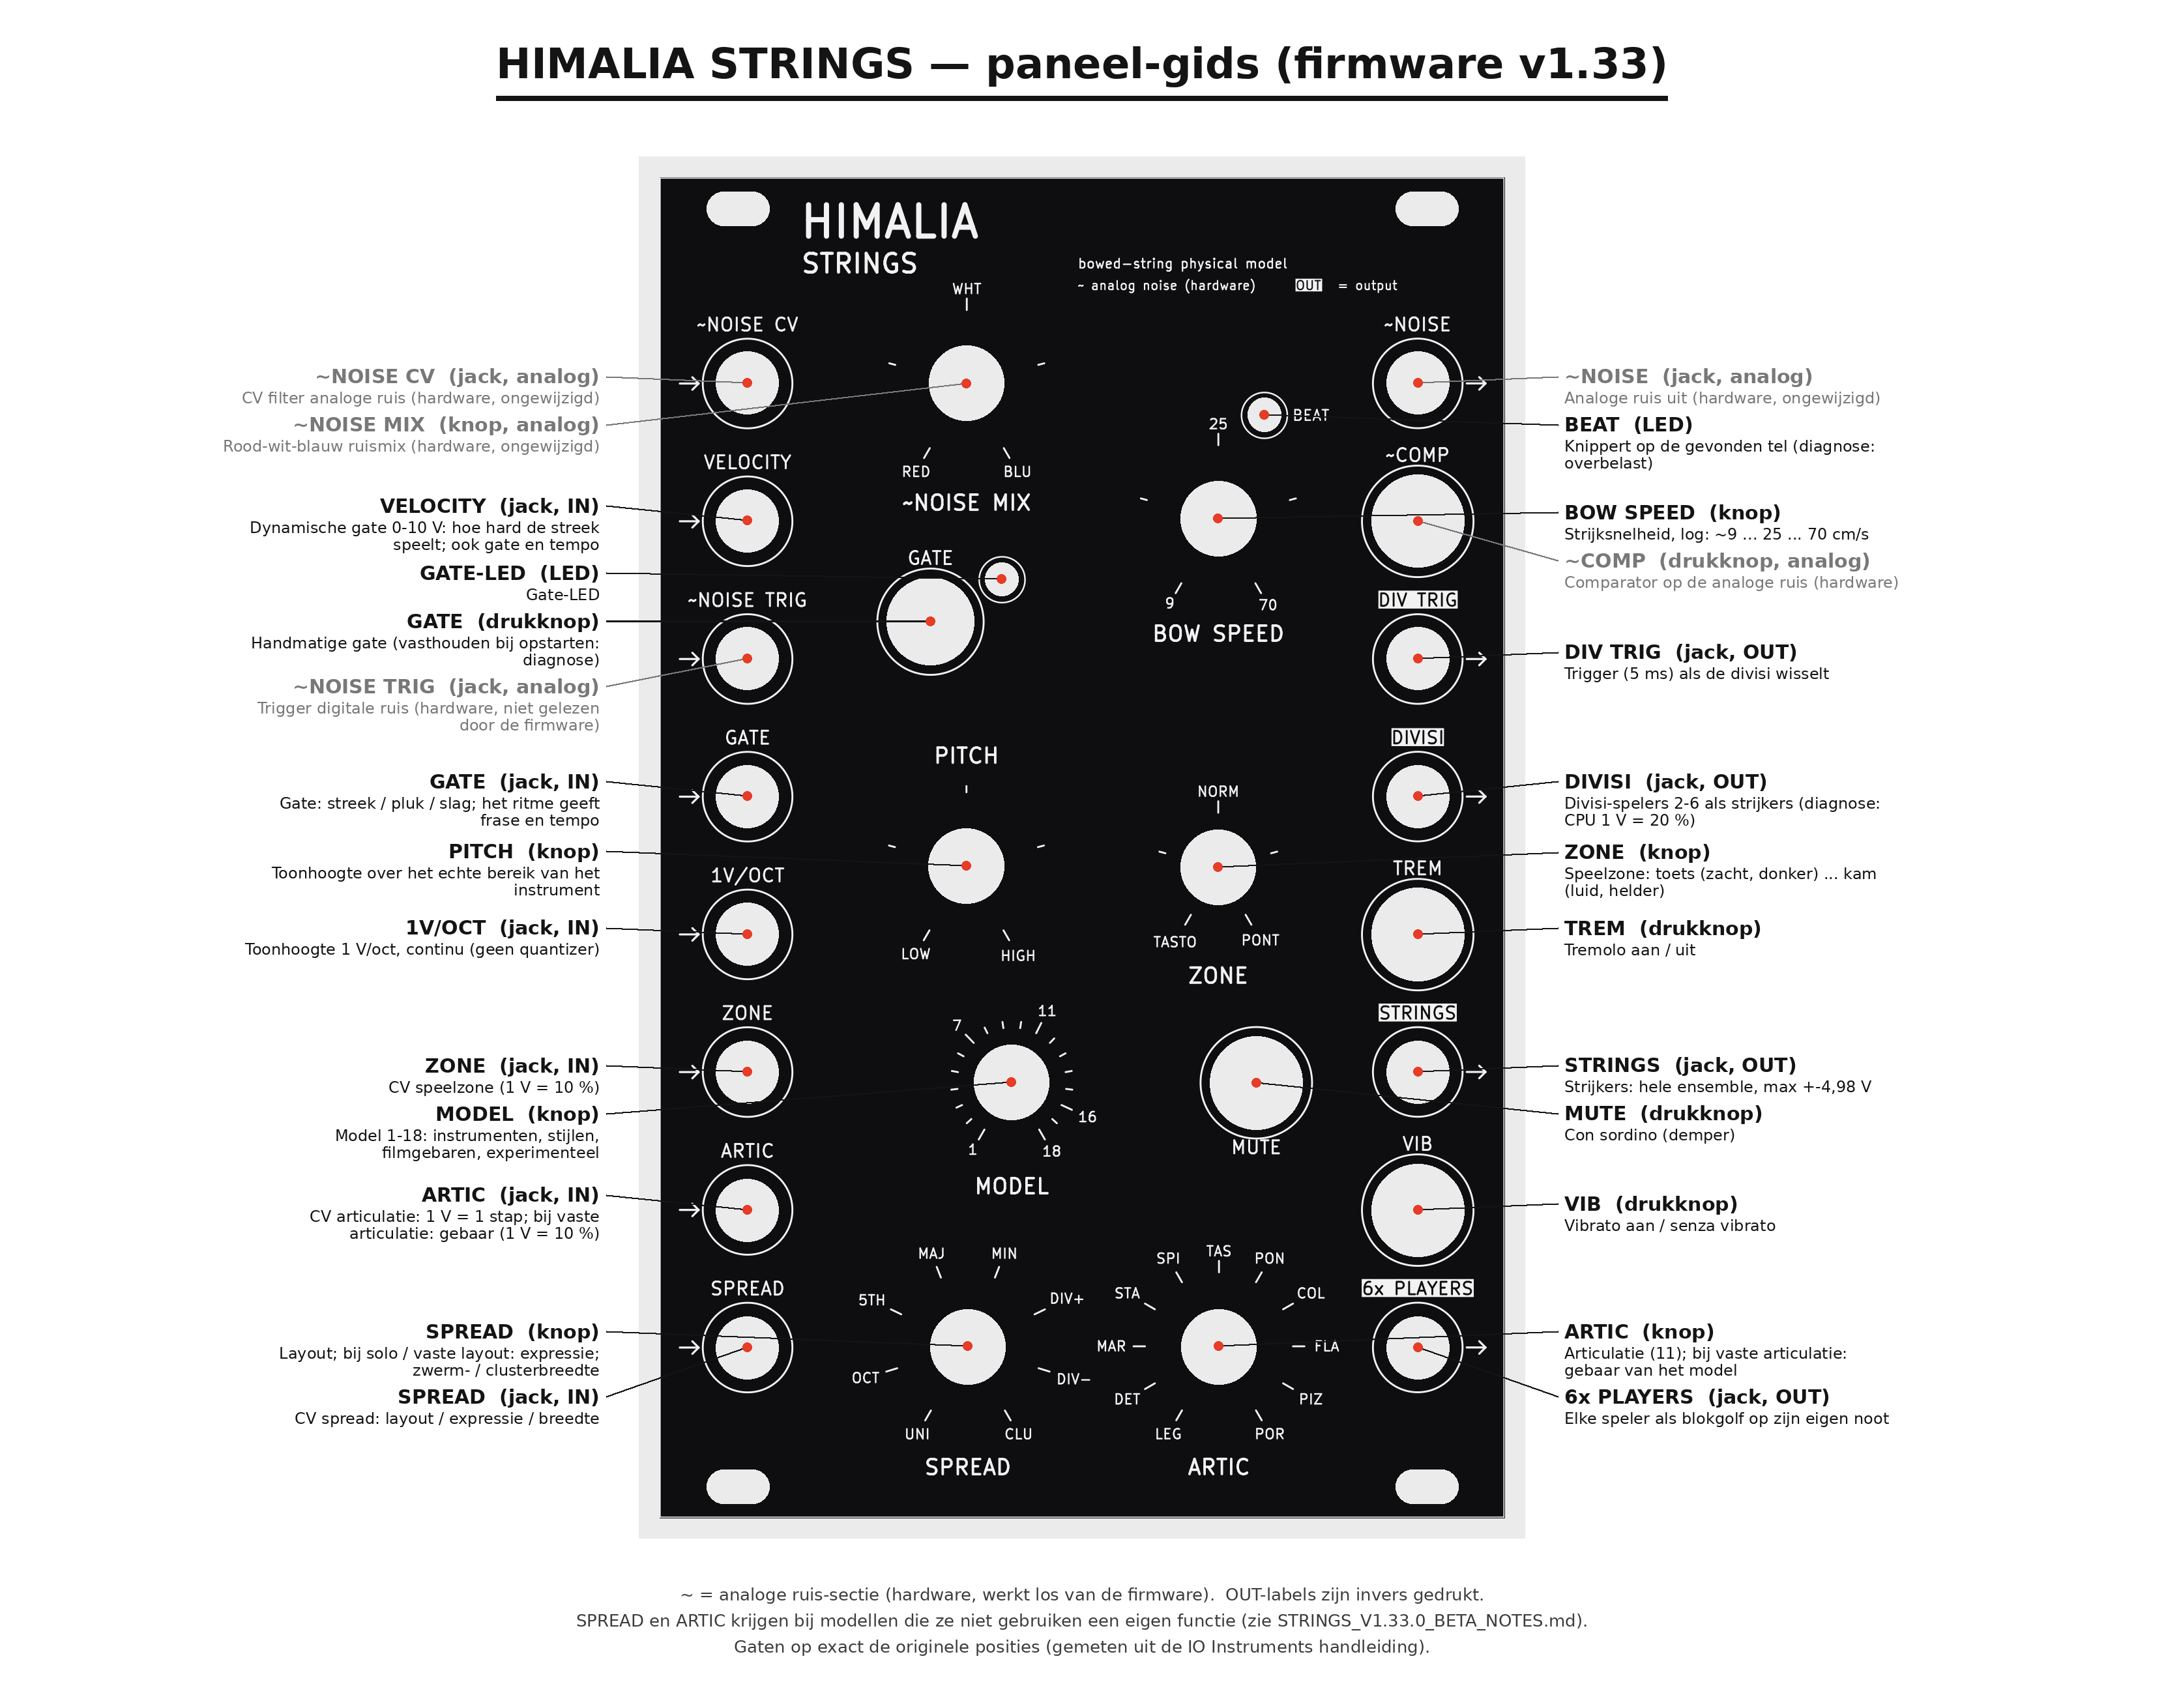 HIMALIA STRINGS — paneel-gids (firmware v1.33)
HIMALIA
STRINGS
bowed-string physical model
~ analog noise (hardware)
OUT = output
WHT
RED
BLU
~NOISE MIX
~NOISE CV
VELOCITY
~NOISE TRIG
GATE
1V/OCT
ZONE
ARTIC
SPREAD
GATE
PITCH
LOW
HIGH
7
11
16
1
18
MODEL
MAJ
MIN
5TH
DIV+
OCT
DIV-
UNI
CLU
SPREAD
BEAT
25
9
70
BOW SPEED
NORM
TASTO
PONT
ZONE
MUTE
SPI
TAS
PON
STA
COL
MAR
FLA
DET
PIZ
LEG
POR
ARTIC
~NOISE
~COMP
DIV TRIG
DIVISI
TREM
STRINGS
VIB
6x PLAYERS
~NOISE CV (jack, analog)
CV filter analoge ruis (hardware, ongewijzigd)
~NOISE MIX (knop, analog)
Rood-wit-blauw ruismix (hardware, ongewijzigd)
VELOCITY (jack, IN)
Dynamische gate 0-10 V: hoe hard de streek
speelt; ook gate en tempo
GATE-LED (LED)
Gate-LED
GATE (drukknop)
Handmatige gate (vasthouden bij opstarten:
diagnose)
~NOISE TRIG (jack, analog)
Trigger digitale ruis (hardware, niet gelezen
door de firmware)
GATE (jack, IN)
Gate: streek / pluk / slag; het ritme geeft
frase en tempo
PITCH (knop)
Toonhoogte over het echte bereik van het
instrument
1V/OCT (jack, IN)
Toonhoogte 1 V/oct, continu (geen quantizer)
ZONE (jack, IN)
CV speelzone (1 V = 10 %)
MODEL (knop)
Model 1-18: instrumenten, stijlen,
filmgebaren, experimenteel
ARTIC (jack, IN)
CV articulatie: 1 V = 1 stap; bij vaste
articulatie: gebaar (1 V = 10 %)
SPREAD (knop)
Layout; bij solo / vaste layout: expressie;
zwerm- / clusterbreedte
SPREAD (jack, IN)
CV spread: layout / expressie / breedte
~NOISE (jack, analog)
Analoge ruis uit (hardware, ongewijzigd)
BEAT (LED)
Knippert op de gevonden tel (diagnose:
overbelast)
BOW SPEED (knop)
Strijksnelheid, log: ~9 ... 25 ... 70 cm/s
~COMP (drukknop, analog)
Comparator op de analoge ruis (hardware)
DIV TRIG (jack, OUT)
Trigger (5 ms) als de divisi wisselt
DIVISI (jack, OUT)
Divisi-spelers 2-6 als strijkers (diagnose:
CPU 1 V = 20 %)
ZONE (knop)
Speelzone: toets (zacht, donker) ... kam
(luid, helder)
TREM (drukknop)
Tremolo aan / uit
STRINGS (jack, OUT)
Strijkers: hele ensemble, max +-4,98 V
MUTE (drukknop)
Con sordino (demper)
VIB (drukknop)
Vibrato aan / senza vibrato
ARTIC (knop)
Articulatie (11); bij vaste articulatie:
gebaar van het model
6x PLAYERS (jack, OUT)
Elke speler als blokgolf op zijn eigen noot
~ = analoge ruis-sectie (hardware, werkt los van de firmware). OUT-labels zijn invers gedrukt.
SPREAD en ARTIC krijgen bij modellen die ze niet gebruiken een eigen functie (zie STRINGS_V1.33.0_BETA_NOTES.md).
Gaten op exact de originele posities (gemeten uit de IO Instruments handleiding).